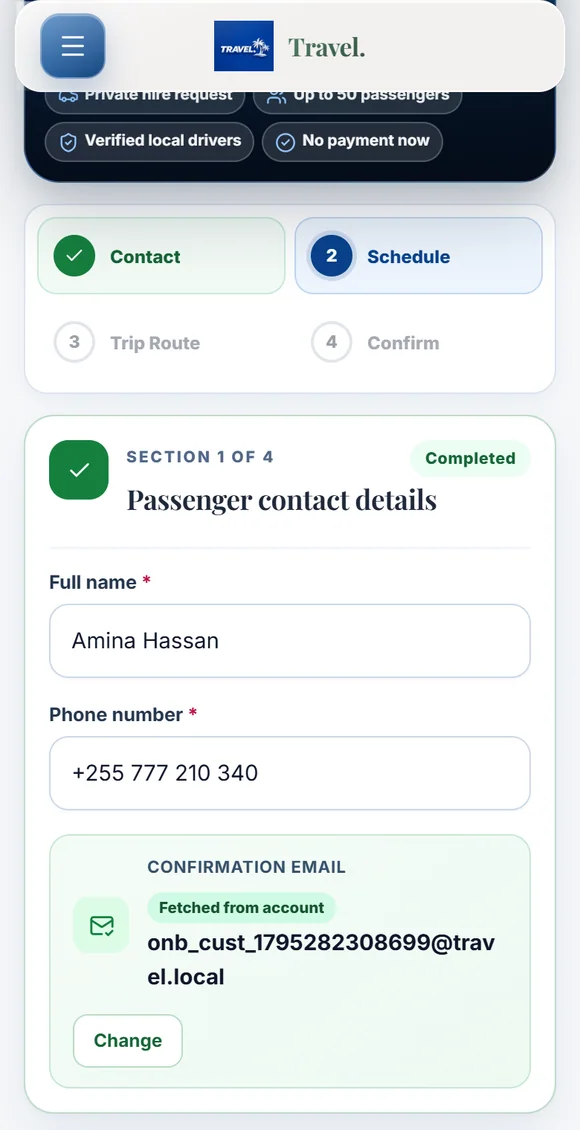 TRAVEL.
Travel.
Private hire request
Up to 50 passengers
Verified local drivers
No payment now
Contact
2
Schedule
3
Trip Route
4
Confirm
SECTION 1 OF 4
Completed
Passenger contact details
Full name *
Amina Hassan
Phone number *
+255 777 210 340
CONFIRMATION EMAIL
Fetched from account
onb_cust_1795282308699@trav
el.local
Change